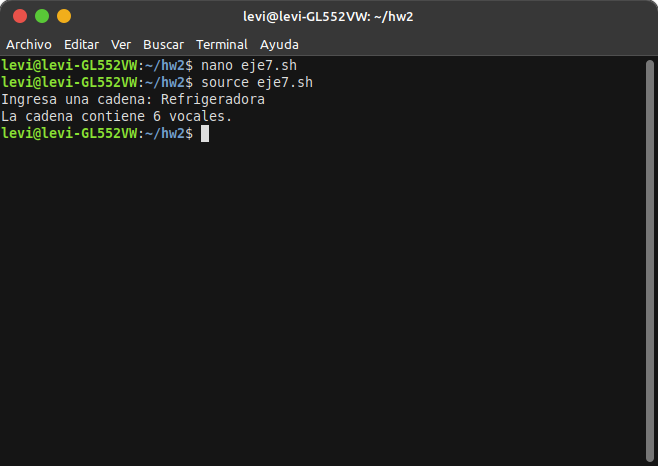 levi@levi-GL552VW: ~/hw2
Archivo Editar Ver Buscar Terminal Ayuda
levi@levi-GL552VW:~/hw2$ nano eje7.sh
levi@levi-GL552VW:~/hw2$ source eje7.sh
Ingresa una cadena: Refrigeradora
La cadena contiene 6 vocales.
levi@levi-GL552VW:~/hw2$